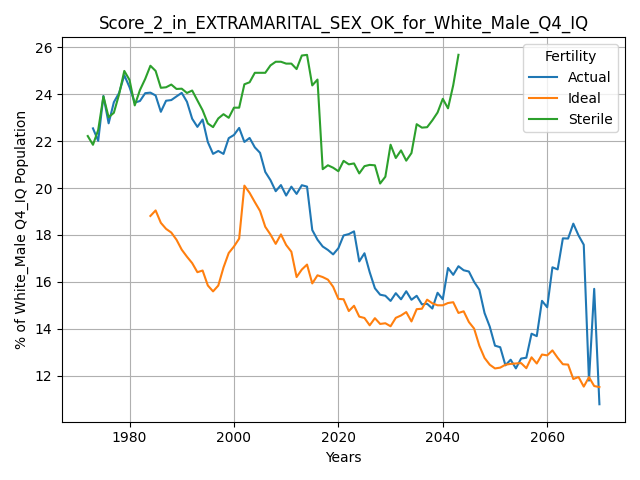 Score_2_in_EXTRAMARITAL_SEX_OK_for_White_Male_Q4_IQ
Fertility
Actual
Ideal
Sterile
% of White_Male Q4_IQ Population
26
24
22
20
18
16
14
12
1980
2000
2020
2040
2060
Years